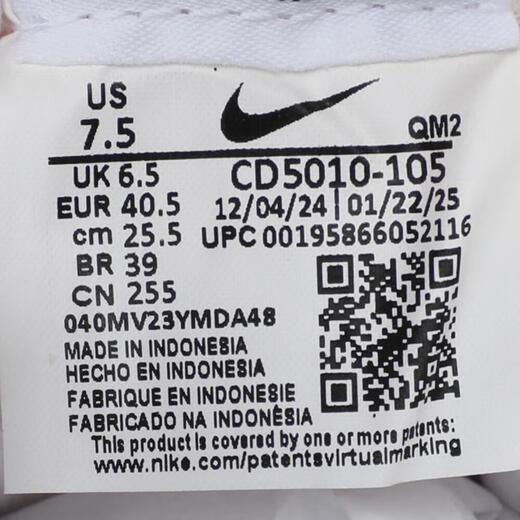 US
7.5
QM2
UK 6.5
CD5010-105
EUR 40.5
12/04/24 | 01/22/25
cm 25.5
UPC 00195866052116
BR 39
CN 255
040MV23YMDA48
MADE IN INDONESIA
HECHO EN INDONESIA
FABRIQUE EN INDONESIE
FABRICADO NA INDONÉSIA
This product is covered by one or more patents:
www.nike.com/patentsvirtualmarking